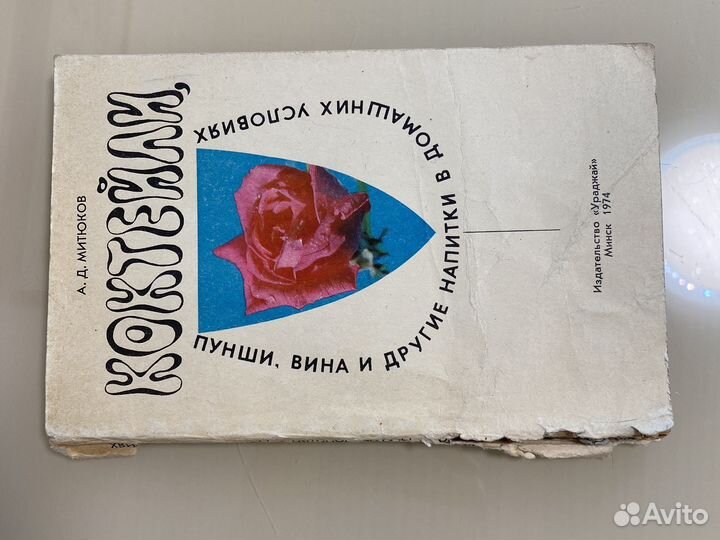 А. Д. МИТЮКОВ
КОКТЕЙЛИ,
ПУНШИ, ВИНА И ДРУГИЕ НАПИТКИ В ДОМАШНИХ УСЛОВИЯХ
Издательство «Ураджай»
Минск 1974
Avito